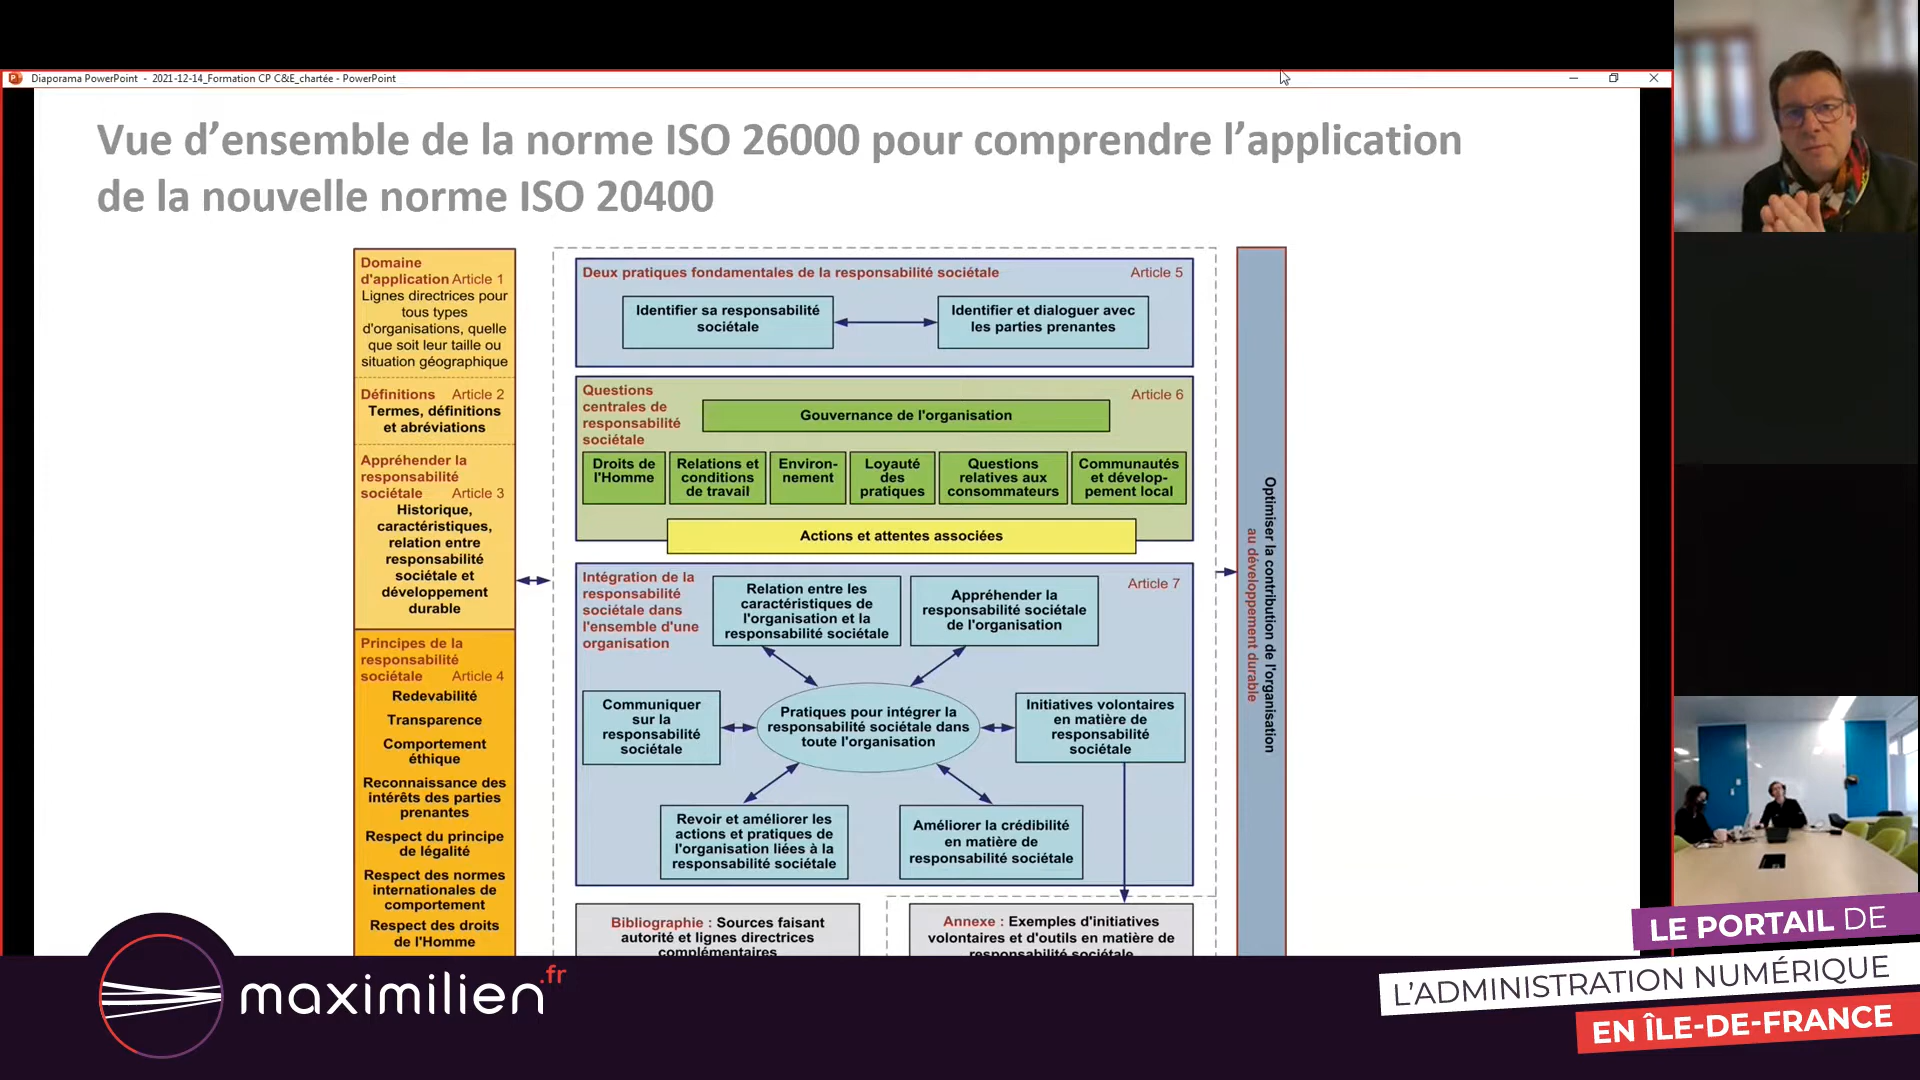 Diaporama PowerPoint - 2021-12-14_Formation CP C&E_chartée - PowerPoint
Vue d’ensemble de la norme ISO 26000 pour comprendre l’application
de la nouvelle norme ISO 20400
Domaine
d'application Article 1
Lignes directrices pour
tous types
d'organisations, quelle
que soit leur taille ou
situation géographique
Définitions Article 2
Termes, définitions
et abréviations
Appréhender la
responsabilité
sociétale Article 3
Historique,
caractéristiques,
relation entre
responsabilité
sociétale et
développement
durable
Principes de la
responsabilité
sociétale Article 4
Redevabilité
Transparence
Comportement
éthique
Reconnaissance des
intérêts des parties
prenantes
Respect du principe
de légalité
Respect des normes
internationales de
comportement
Respect des droits
de l'Homme
Deux pratiques fondamentales de la responsabilité sociétale Article 5
Identifier sa responsabilité
sociétale
Identifier et dialoguer avec
les parties prenantes
Questions
centrales de
responsabilité
sociétale
Article 6
Gouvernance de l'organisation
Droits de
l'Homme
Relations et
conditions
de travail
Environ-
nement
Loyauté
des
pratiques
Questions
relatives aux
consommateurs
Communautés
et dévelop-
pement local
Actions et attentes associées
Intégration de la
responsabilité
sociétale dans
l'ensemble d'une
organisation
Article 7
Relation entre les
caractéristiques de
l'organisation et la
responsabilité sociétale
Appréhender la
responsabilité sociétale
de l'organisation
Communiquer
sur la
responsabilité
sociétale
Pratiques pour intégrer la
responsabilité sociétale dans
toute l'organisation
Initiatives volontaires
en matière de
responsabilité
sociétale
Revoir et améliorer les
actions et pratiques de
l'organisation liées à la
responsabilité sociétale
Améliorer la crédibilité
en matière de
responsabilité sociétale
Bibliographie : Sources faisant
autorité et lignes directrices
complémentaires
Annexe : Exemples d'initiatives
volontaires et d'outils en matière de
responsabilité sociétale
Optimiser la contribution de l'organisation
au développement durable
maximilien.fr
LE PORTAIL DE
L’ADMINISTRATION NUMÉRIQUE
EN ÎLE-DE-FRANCE